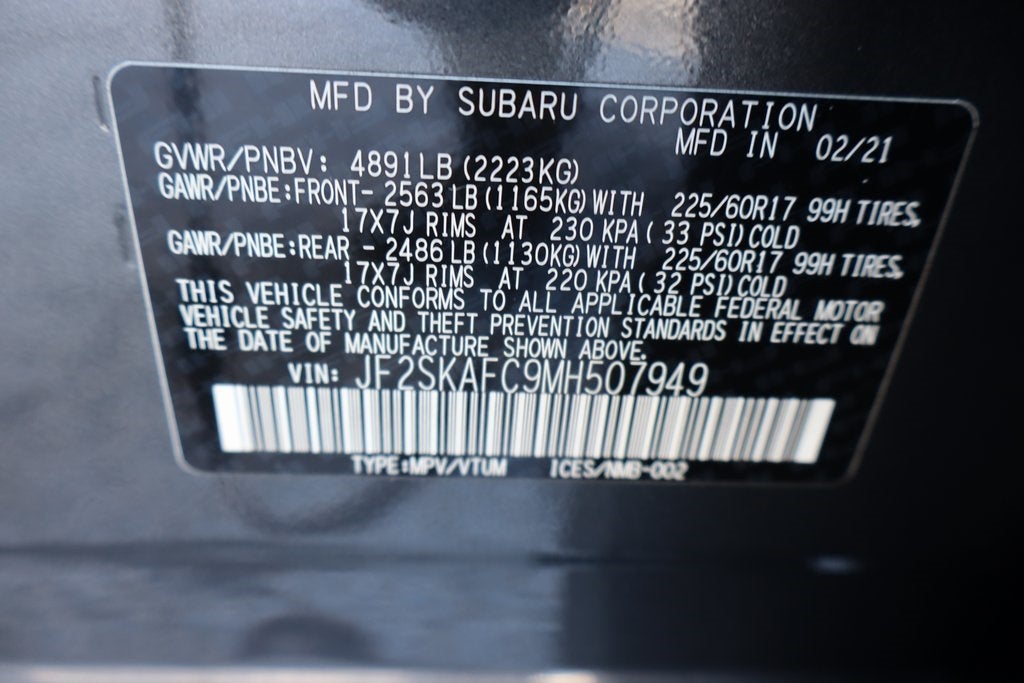 MFD BY SUBARU CORPORATION
MFD IN 02/21
GVWR/PNBV: 4891LB (2223KG)
GAWR/PNBE:FRONT- 2563LB(1165KG)WITH 225/60R17 99H TIRES,
17X7J RIMS AT 230 KPA( 33 PSI)COLD
GAWR/PNBE:REAR - 2486LB(1130KG)WITH 225/60R17 99H TIRES,
17X7J RIMS AT 220 KPA( 32 PSI)COLD
THIS VEHICLE CONFORMS TO ALL APPLICABLE FEDERAL MOTOR
VEHICLE SAFETY AND THEFT PREVENTION STANDARDS IN EFFECT ON
THE DATE OF MANUFACTURE SHOWN ABOVE.
VIN: JF2SKAFC9MH507949
TYPE:MPV/VTUM ICES/NMB-002